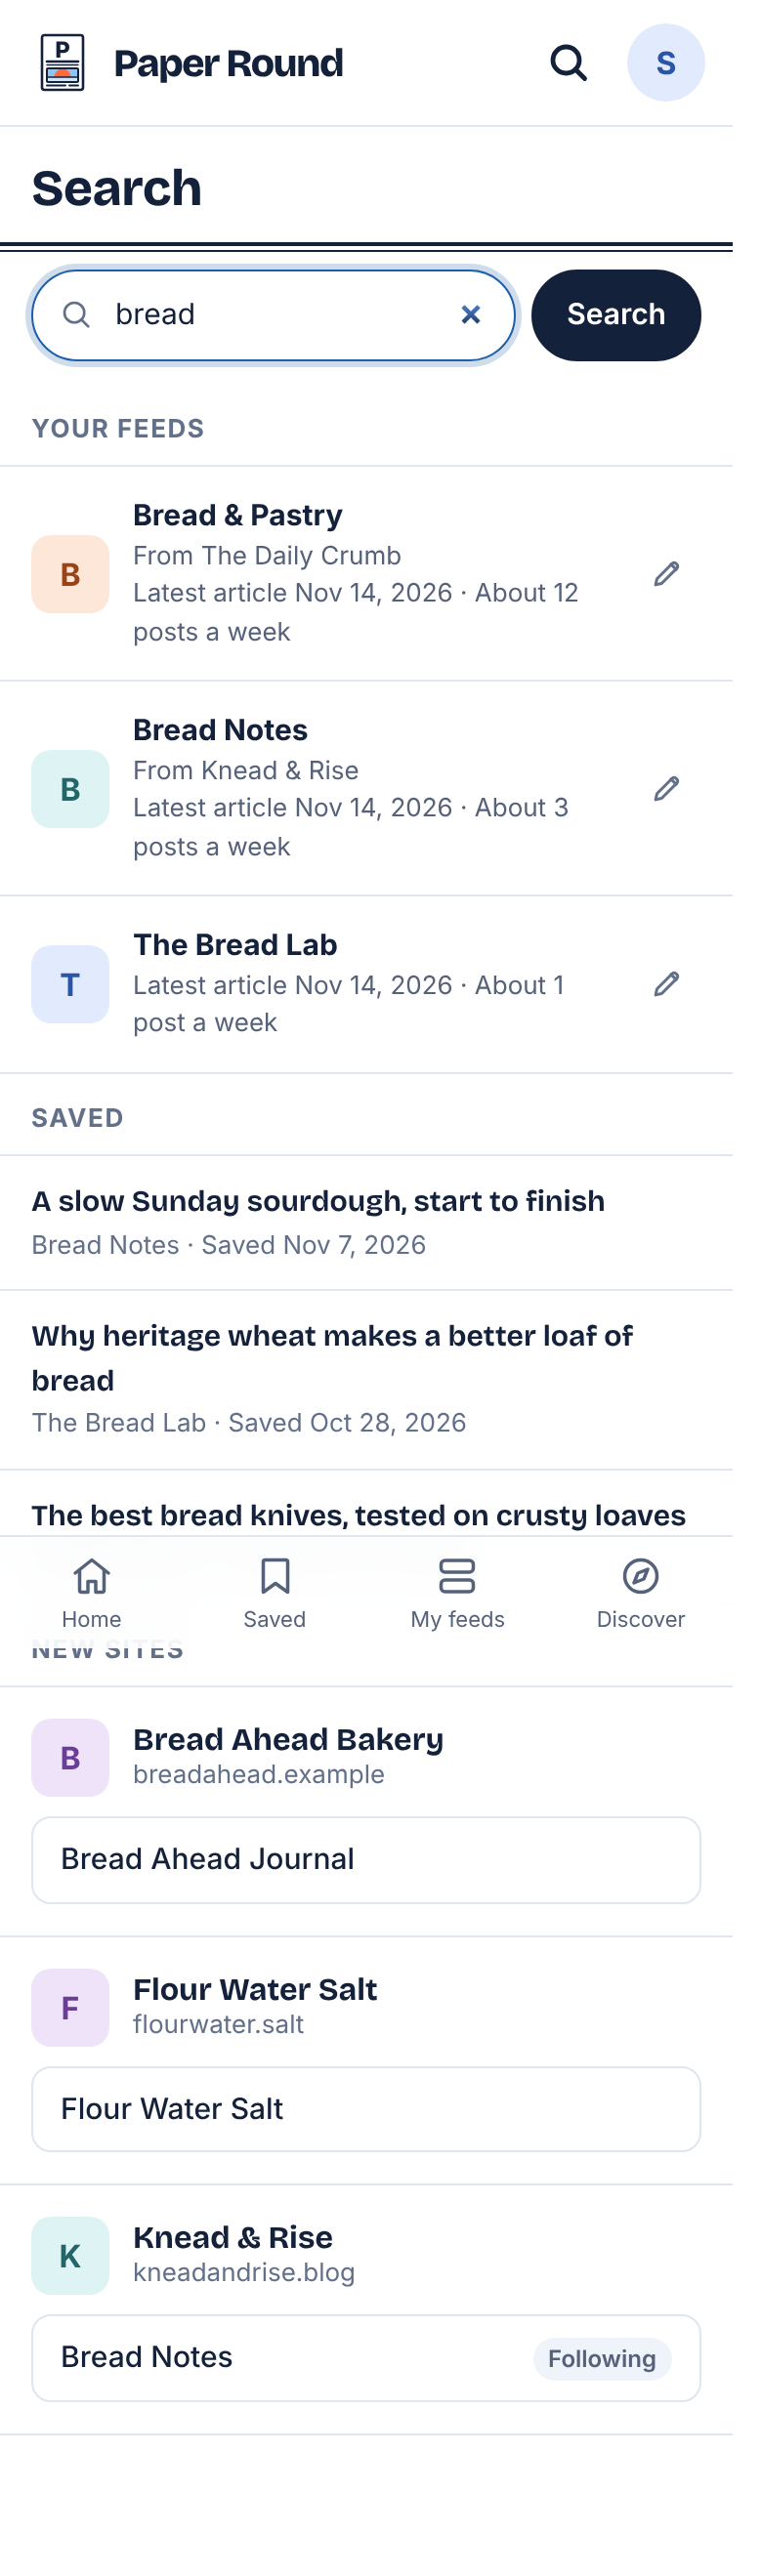 P
Paper Round
S
Search
bread
Search
YOUR FEEDS
B
Bread & Pastry
From The Daily Crumb
Latest article Nov 14, 2026 · About 12
posts a week
B
Bread Notes
From Knead & Rise
Latest article Nov 14, 2026 · About 3
posts a week
T
The Bread Lab
Latest article Nov 14, 2026 · About 1
post a week
SAVED
A slow Sunday sourdough, start to finish
Bread Notes · Saved Nov 7, 2026
Why heritage wheat makes a better loaf of
bread
The Bread Lab · Saved Oct 28, 2026
The best bread knives, tested on crusty loaves
Home
Saved
My feeds
Discover
NEW SITES
B
Bread Ahead Bakery
breadahead.example
Bread Ahead Journal
F
Flour Water Salt
flourwater.salt
Flour Water Salt
K
Knead & Rise
kneadandrise.blog
Bread Notes
Following